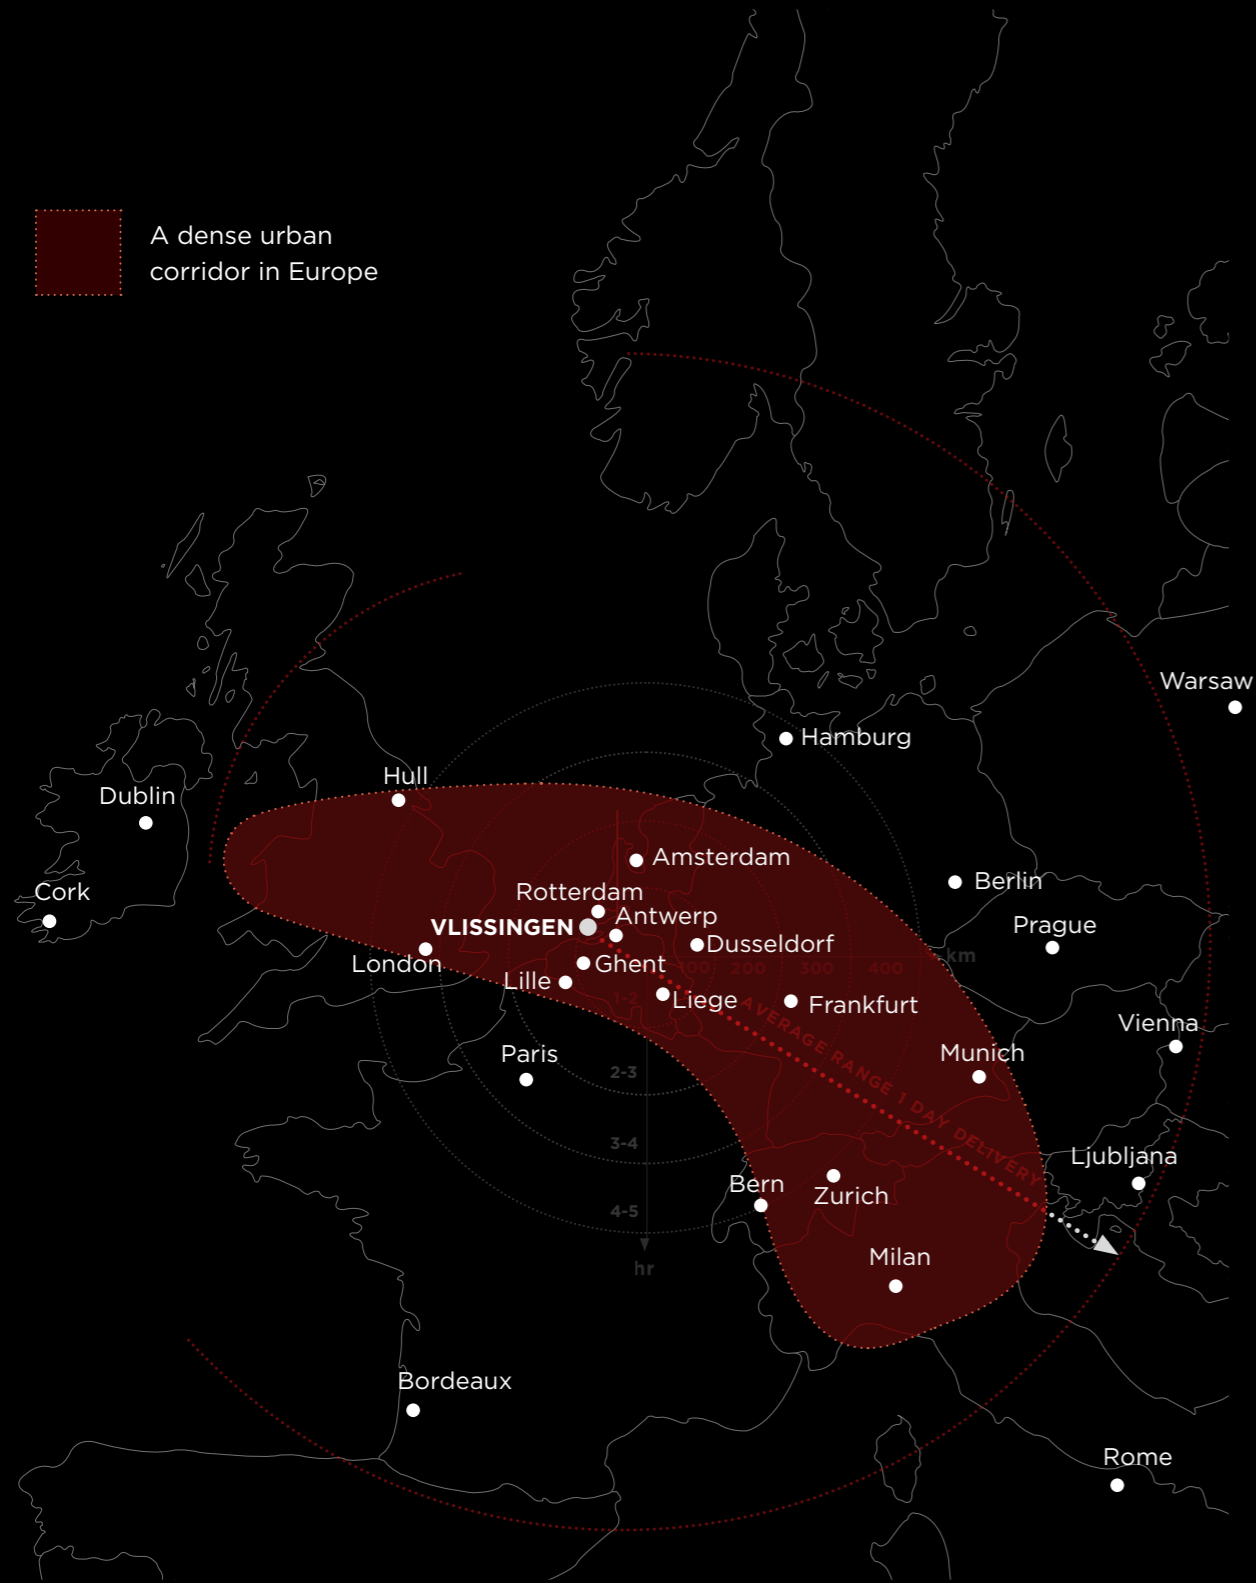 A dense urban
corridor in Europe
Warsaw
Hamburg
Hull
Dublin
Amsterdam
Berlin
Cork
Rotterdam
Antwerp
VLISSINGEN
Prague
Dusseldorf
London
Ghent
km
100 200 300 400
Lille
Liege
1-2
Frankfurt
AVERAGE RANGE 1 DAY DELIVERY
Vienna
Paris
Munich
2-3
3-4
Ljubljana
Bern
Zurich
4-5
Milan
hr
Bordeaux
Rome